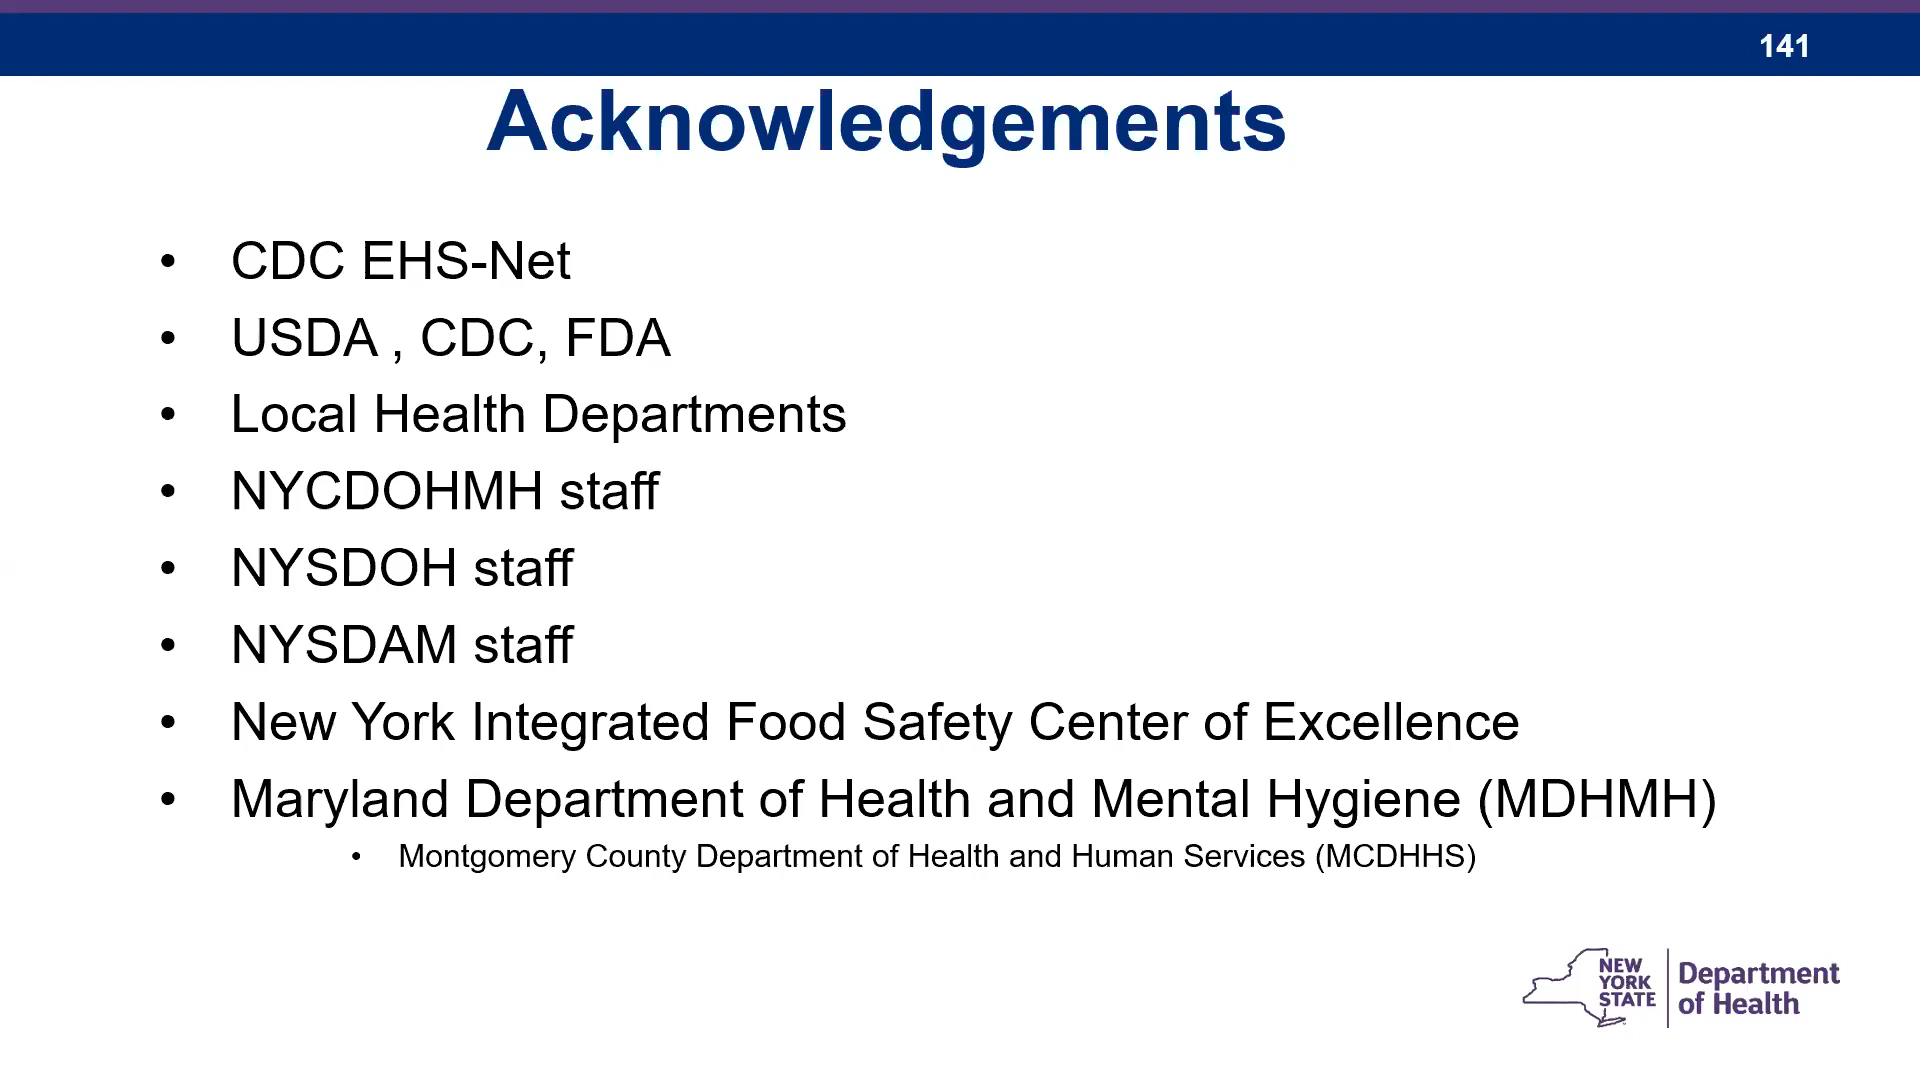 141
Acknowledgements
• CDC EHS-Net
• USDA , CDC, FDA
• Local Health Departments
• NYCDOHMH staff
• NYSDOH staff
• NYSDAM staff
• New York Integrated Food Safety Center of Excellence
• Maryland Department of Health and Mental Hygiene (MDHMH)
• Montgomery County Department of Health and Human Services (MCDHHS)
NEW
YORK
STATE
Department
of Health